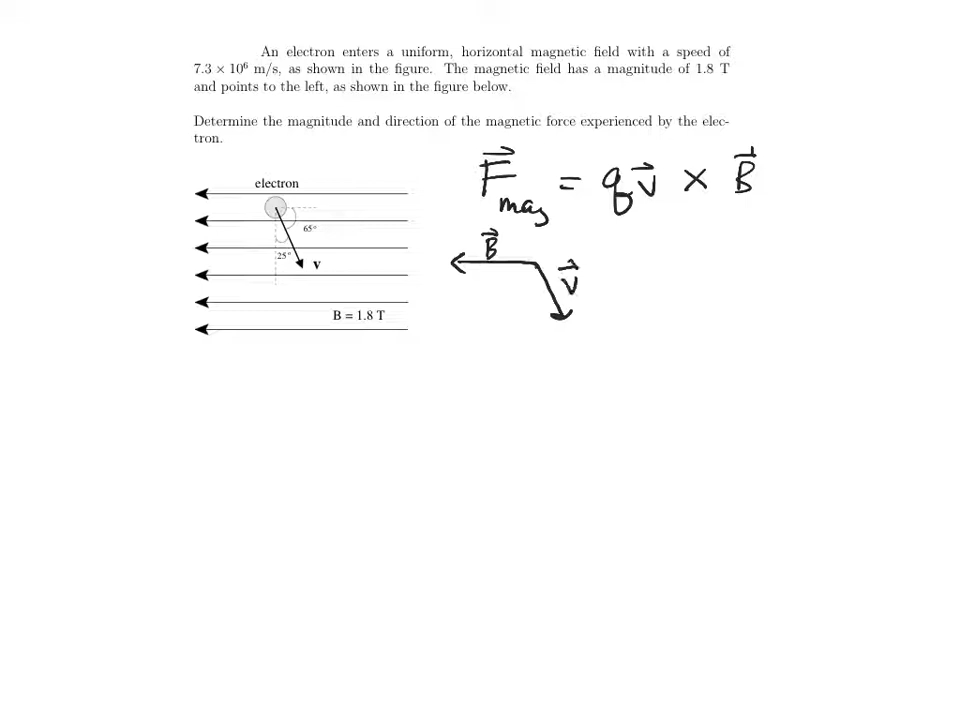 An electron enters a uniform, horizontal magnetic field with a speed of
7.3 × 10⁶ m/s, as shown in the figure. The magnetic field has a magnitude of 1.8 T
and points to the left, as shown in the figure below.
Determine the magnitude and direction of the magnetic force experienced by the elec-
tron.
F⃗mag = qv⃗ × B⃗
electron
65°
25°
v
B = 1.8 T
B⃗
v⃗